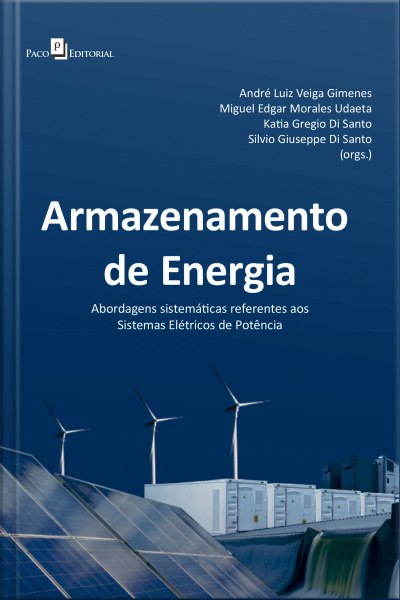 PACO EDITORIAL
André Luiz Veiga Gimenes
Miguel Edgar Morales Udaeta
Katia Gregio Di Santo
Silvio Giuseppe Di Santo
(orgs.)
Armazenamento
de Energia
Abordagens sistemáticas referentes aos
Sistemas Elétricos de Potência